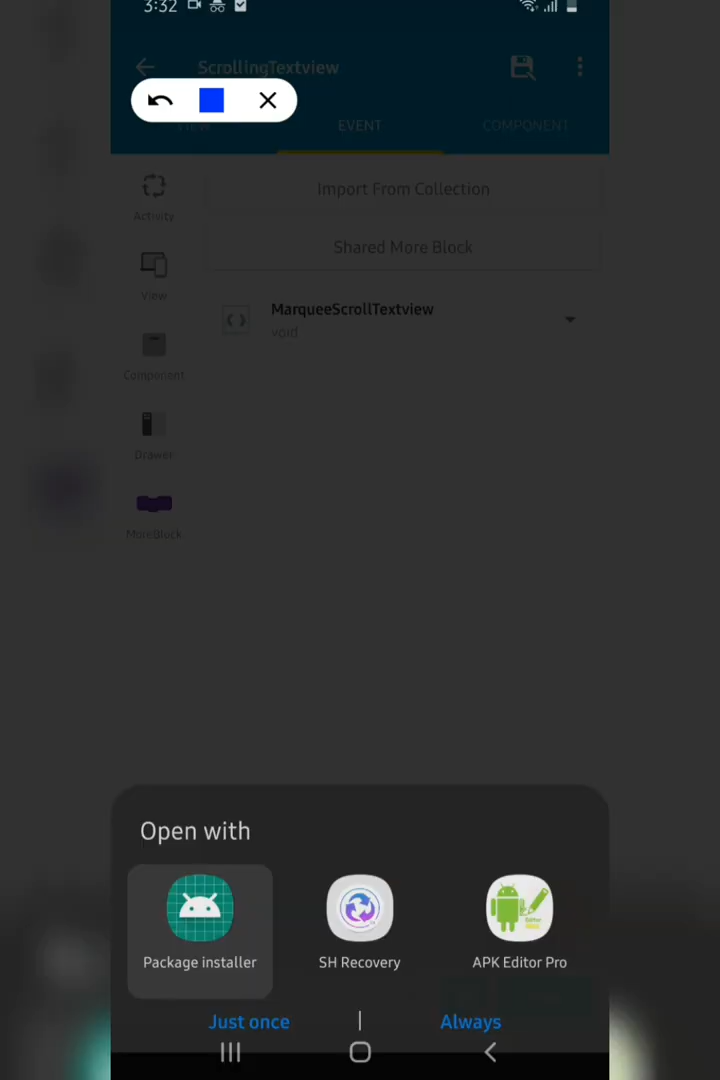 3:32
ScrollingTextview
VIEW
EVENT
COMPONENT
Activity
Import From Collection
Shared More Block
View
MarqueeScrollTextview
void
Component
Drawer
MoreBlock
Open with
Package installer
SH Recovery
APK Editor Pro
Just once | Always